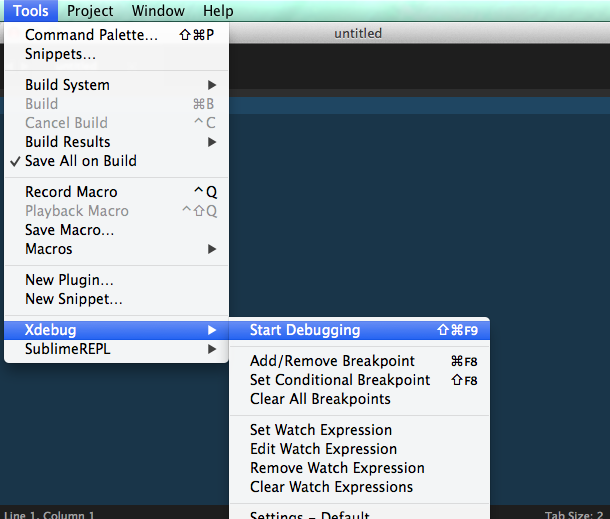 Tools Project Window Help
untitled
Command Palette... ⇧⌘P
Snippets...
Build System ▶
Build ⌘B
Cancel Build ^C
Build Results ▶
✓ Save All on Build
Record Macro ^Q
Playback Macro ^⇧Q
Save Macro...
Macros ▶
New Plugin...
New Snippet...
Xdebug ▶
SublimeREPL ▶
Start Debugging ⇧⌘F9
Add/Remove Breakpoint ⌘F8
Set Conditional Breakpoint ⇧F8
Clear All Breakpoints
Set Watch Expression
Edit Watch Expression
Remove Watch Expression
Clear Watch Expressions
Settings – Default
Line 1, Column 1 Tab Size: 2